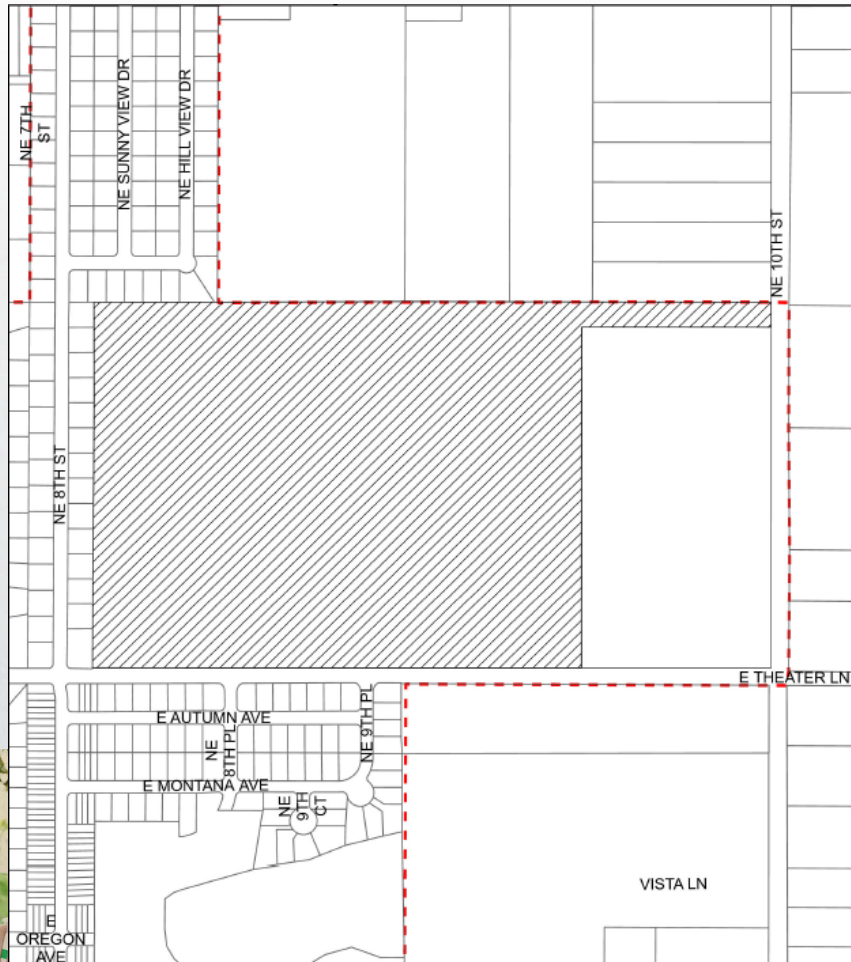 NE 7TH
ST
NE SUNNY VIEW DR
NE HILL VIEW DR
NE 10TH ST
NE 8TH ST
E THEATER LN
E AUTUMN AVE
NE
8TH PL
NE 9TH PL
E MONTANA AVE
NE
9TH
CT
VISTA LN
E
OREGON
AVE